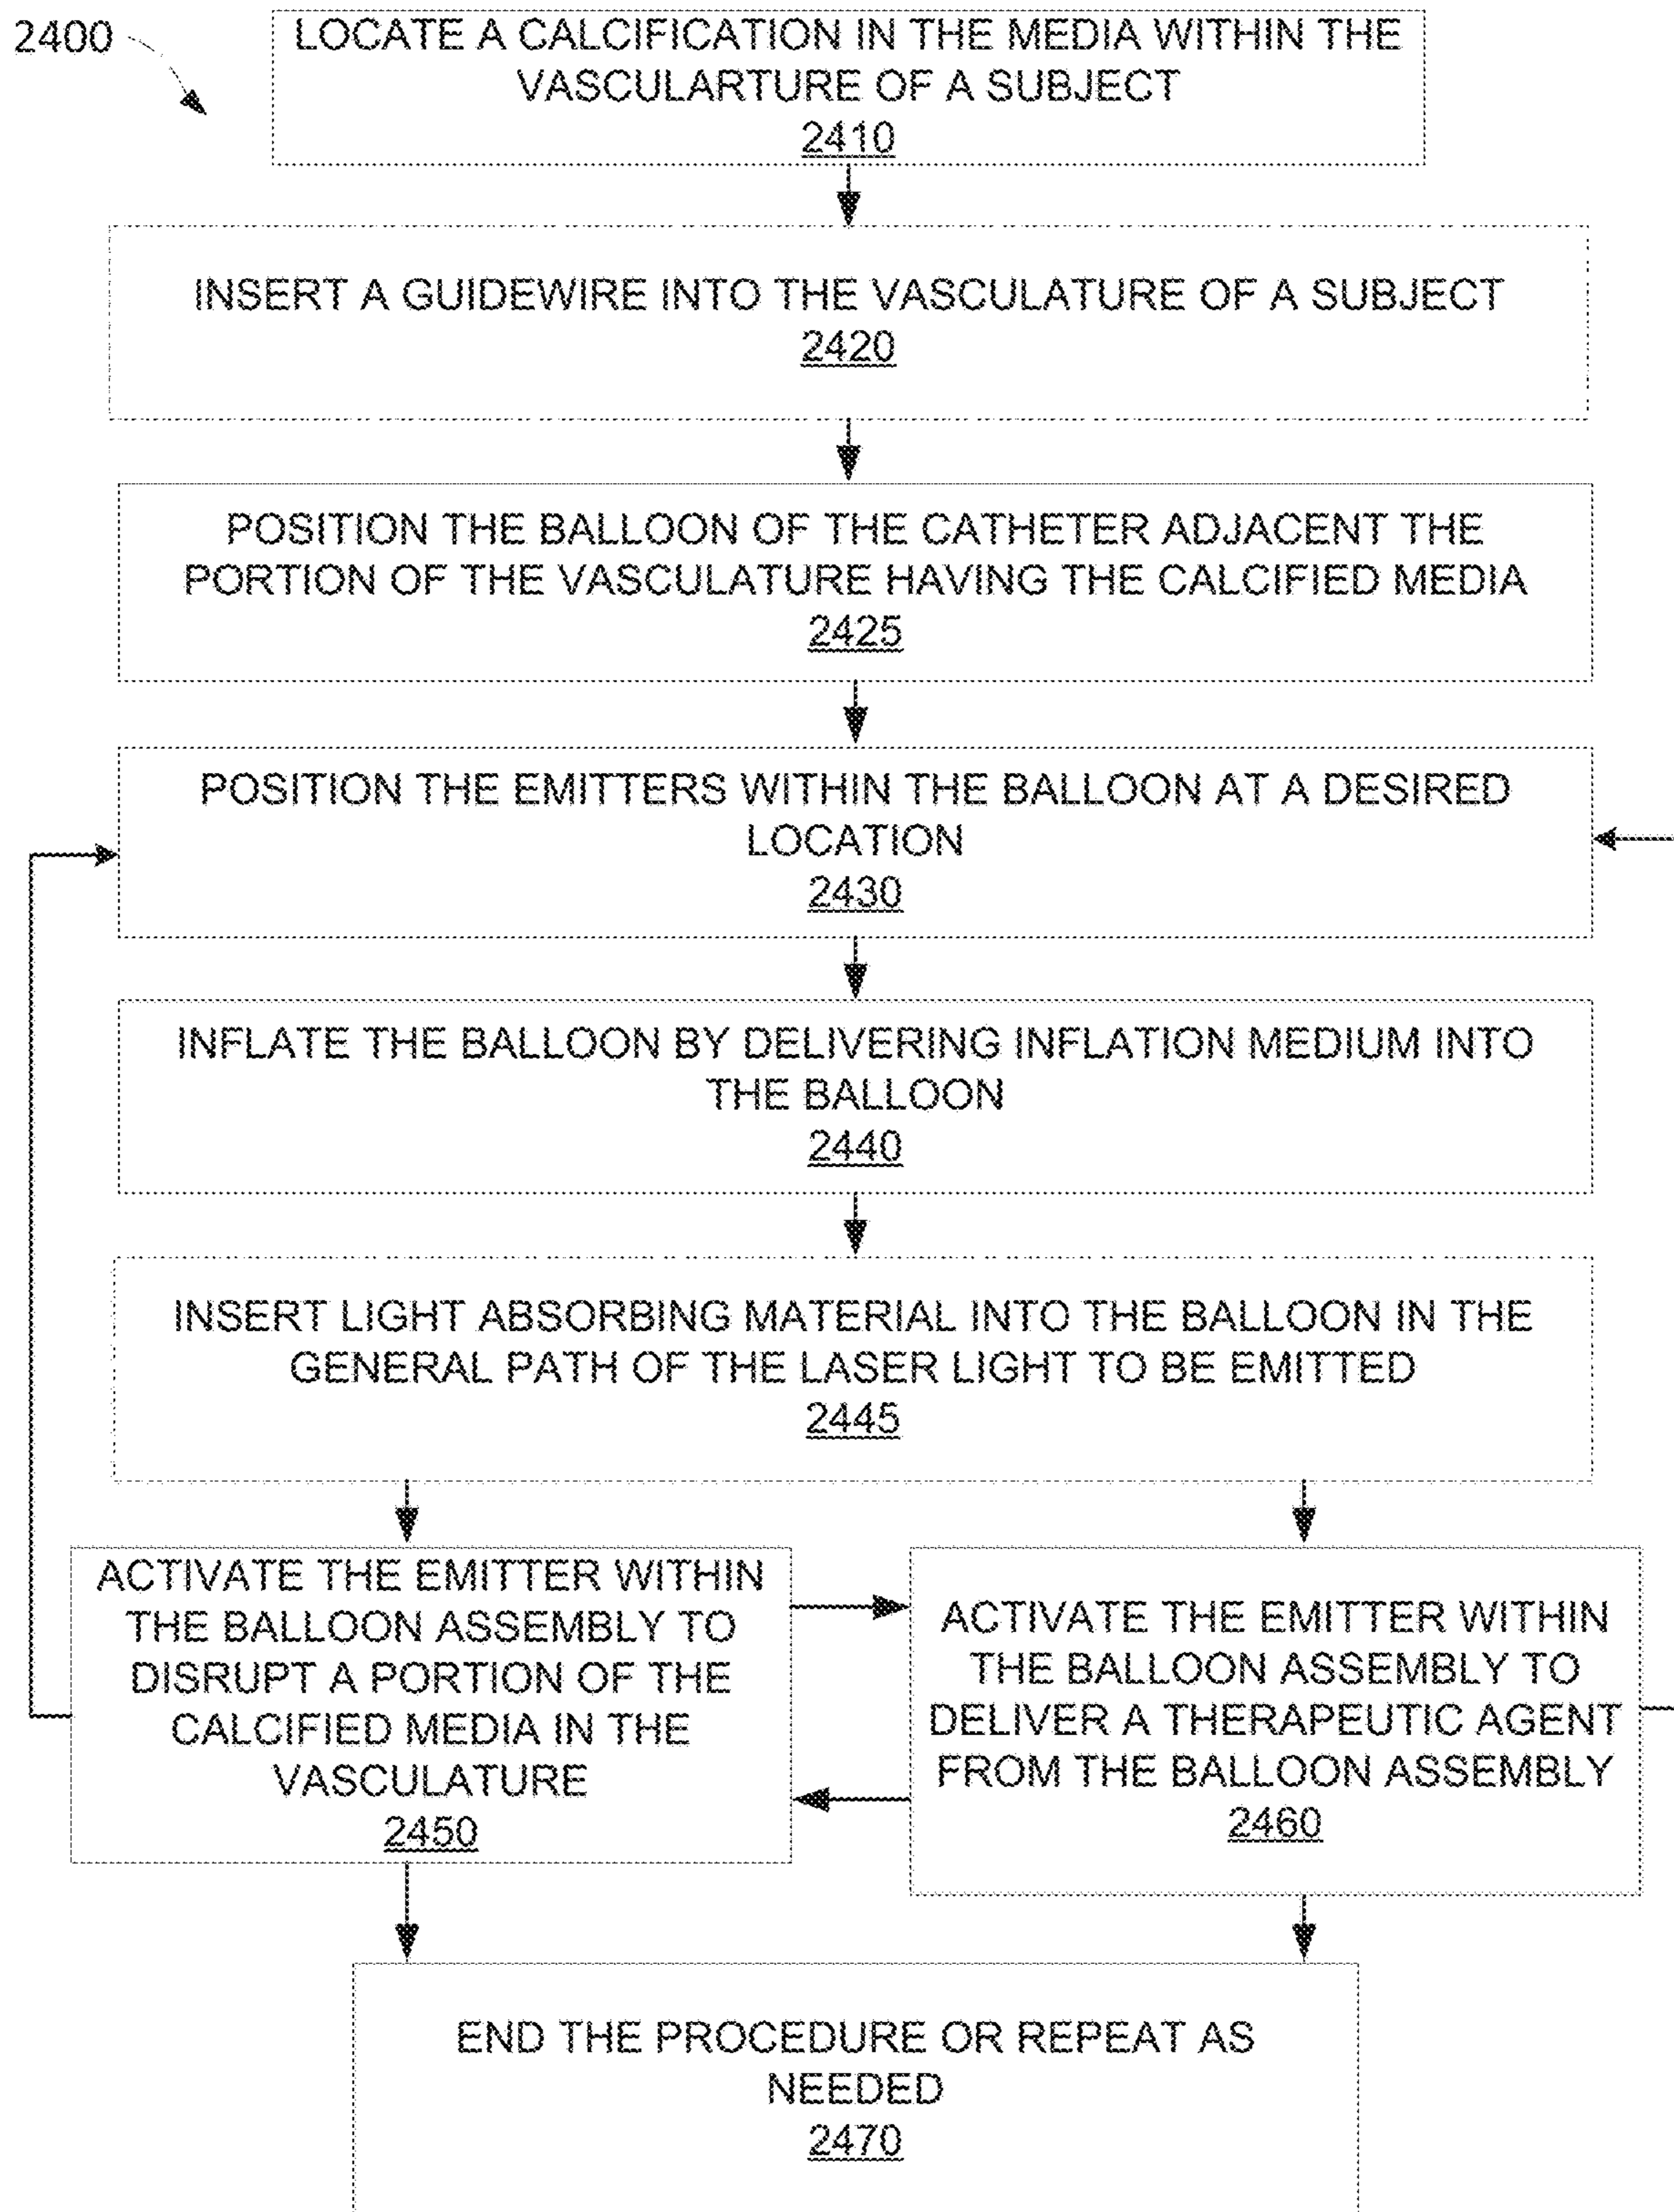 2400
LOCATE A CALCIFICATION IN THE MEDIA WITHIN THE
VASCULARTURE OF A SUBJECT
2410
INSERT A GUIDEWIRE INTO THE VASCULATURE OF A SUBJECT
2420
POSITION THE BALLOON OF THE CATHETER ADJACENT THE
PORTION OF THE VASCULATURE HAVING THE CALCIFIED MEDIA
2425
POSITION THE EMITTERS WITHIN THE BALLOON AT A DESIRED
LOCATION
2430
INFLATE THE BALLOON BY DELIVERING INFLATION MEDIUM INTO
THE BALLOON
2440
INSERT LIGHT ABSORBING MATERIAL INTO THE BALLOON IN THE
GENERAL PATH OF THE LASER LIGHT TO BE EMITTED
2445
ACTIVATE THE EMITTER WITHIN
THE BALLOON ASSEMBLY TO
DISRUPT A PORTION OF THE
CALCIFIED MEDIA IN THE
VASCULATURE
2450
ACTIVATE THE EMITTER WITHIN
THE BALLOON ASSEMBLY TO
DELIVER A THERAPEUTIC AGENT
FROM THE BALLOON ASSEMBLY
2460
END THE PROCEDURE OR REPEAT AS
NEEDED
2470